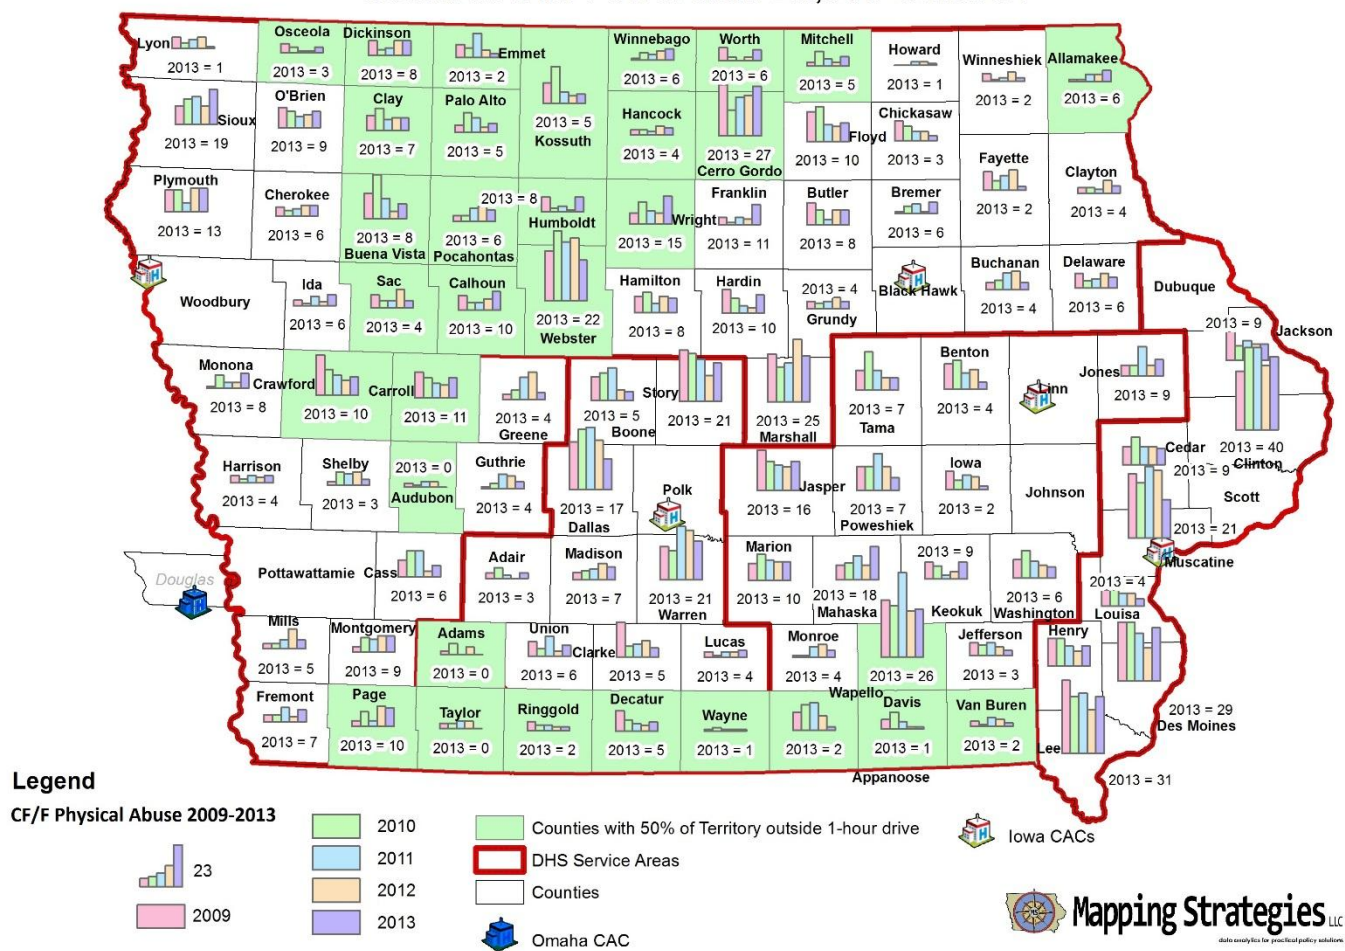 Lyon
2013 = 1
Osceola
2013 = 3
Dickinson
2013 = 8
Emmet
2013 = 2
2013 = 5
Kossuth
Winnebago
2013 = 6
Worth
2013 = 6
Mitchell
2013 = 5
Howard
2013 = 1
Winneshiek
2013 = 2
Allamakee
2013 = 6
Sioux
2013 = 19
O'Brien
2013 = 9
Clay
2013 = 7
Palo Alto
2013 = 5
Hancock
2013 = 4
2013 = 27
Cerro Gordo
Floyd
2013 = 10
Chickasaw
2013 = 3
Fayette
2013 = 2
Clayton
2013 = 4
Plymouth
2013 = 13
Cherokee
2013 = 6
2013 = 8
Buena Vista
2013 = 6
Pocahontas
2013 = 8
Humboldt
Wright
2013 = 15
Franklin
2013 = 11
Butler
2013 = 8
Bremer
2013 = 6
Woodbury
Ida
2013 = 6
Sac
2013 = 4
Calhoun
2013 = 10
2013 = 22
Webster
Hamilton
2013 = 8
Hardin
2013 = 10
2013 = 4
Grundy
Black Hawk
Buchanan
2013 = 4
Delaware
2013 = 6
Dubuque
2013 = 9
Jackson
Monona
2013 = 8
Crawford
2013 = 10
Carroll
2013 = 11
2013 = 4
Greene
2013 = 5
Boone
Story
2013 = 21
2013 = 25
Marshall
2013 = 7
Tama
Benton
2013 = 4
Linn
Jones
2013 = 9
2013 = 40
Clinton
Harrison
2013 = 4
Shelby
2013 = 3
2013 = 0
Audubon
Guthrie
2013 = 4
2013 = 17
Dallas
Polk
Jasper
2013 = 16
2013 = 7
Poweshiek
Iowa
2013 = 2
Johnson
Cedar
2013 = 9
Scott
2013 = 21
Muscatine
Douglas
Pottawattamie
Cass
2013 = 6
Adair
2013 = 3
Madison
2013 = 7
2013 = 21
Warren
Marion
2013 = 10
2013 = 18
Mahaska
2013 = 9
Keokuk
2013 = 6
Washington
2013 = 4
Louisa
Mills
2013 = 5
Montgomery
2013 = 9
Adams
2013 = 0
Union
2013 = 6
Clarke
2013 = 5
Lucas
2013 = 4
Monroe
2013 = 4
2013 = 26
Wapello
Jefferson
2013 = 3
Henry
2013 = 29
Des Moines
Fremont
2013 = 7
Page
2013 = 10
Taylor
2013 = 0
Ringgold
2013 = 2
Decatur
2013 = 5
Wayne
2013 = 1
2013 = 2
Appanoose
Davis
2013 = 1
Van Buren
2013 = 2
Lee
2013 = 31
Legend
CF/F Physical Abuse 2009-2013
23
2009
2010
2011
2012
2013
Counties with 50% of Territory outside 1-hour drive
DHS Service Areas
Counties
Omaha CAC
Iowa CACs
Mapping Strategies LLC
data analytics for practical policy solutions